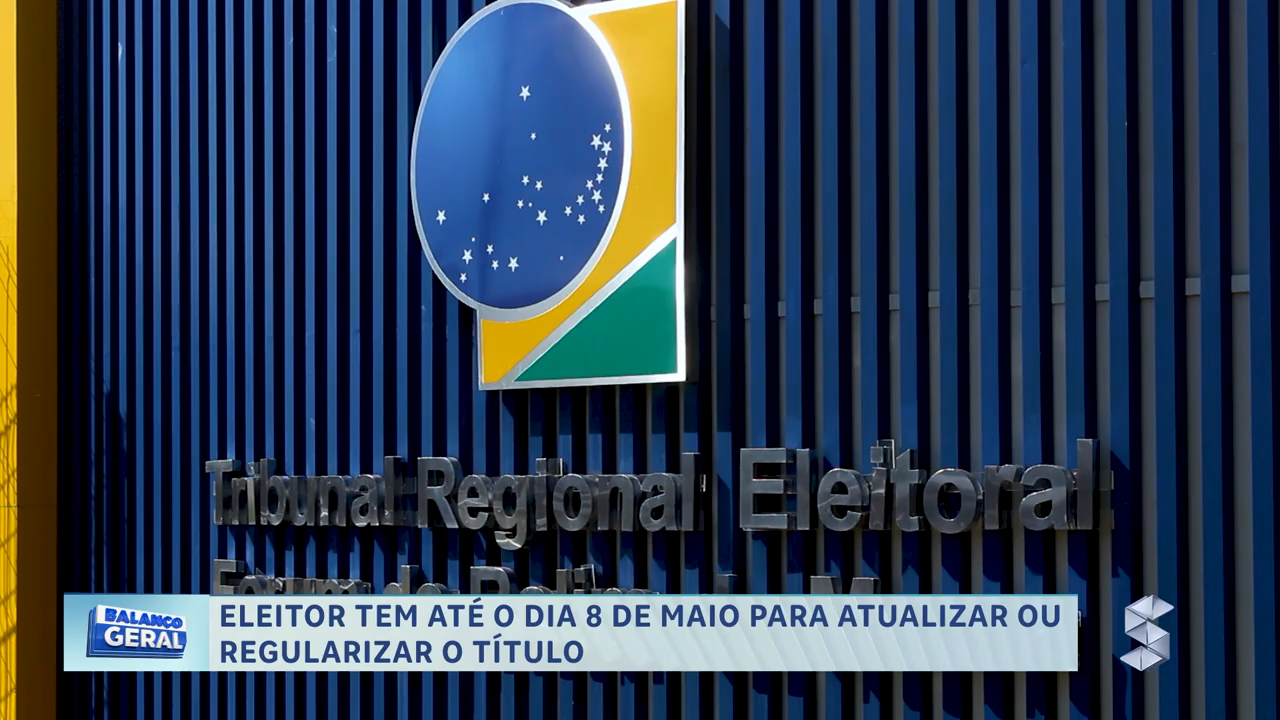 Tribunal Regional Eleitoral
BALANÇO
GERAL
ELEITOR TEM ATÉ O DIA 8 DE MAIO PARA ATUALIZAR OU
REGULARIZAR O TÍTULO